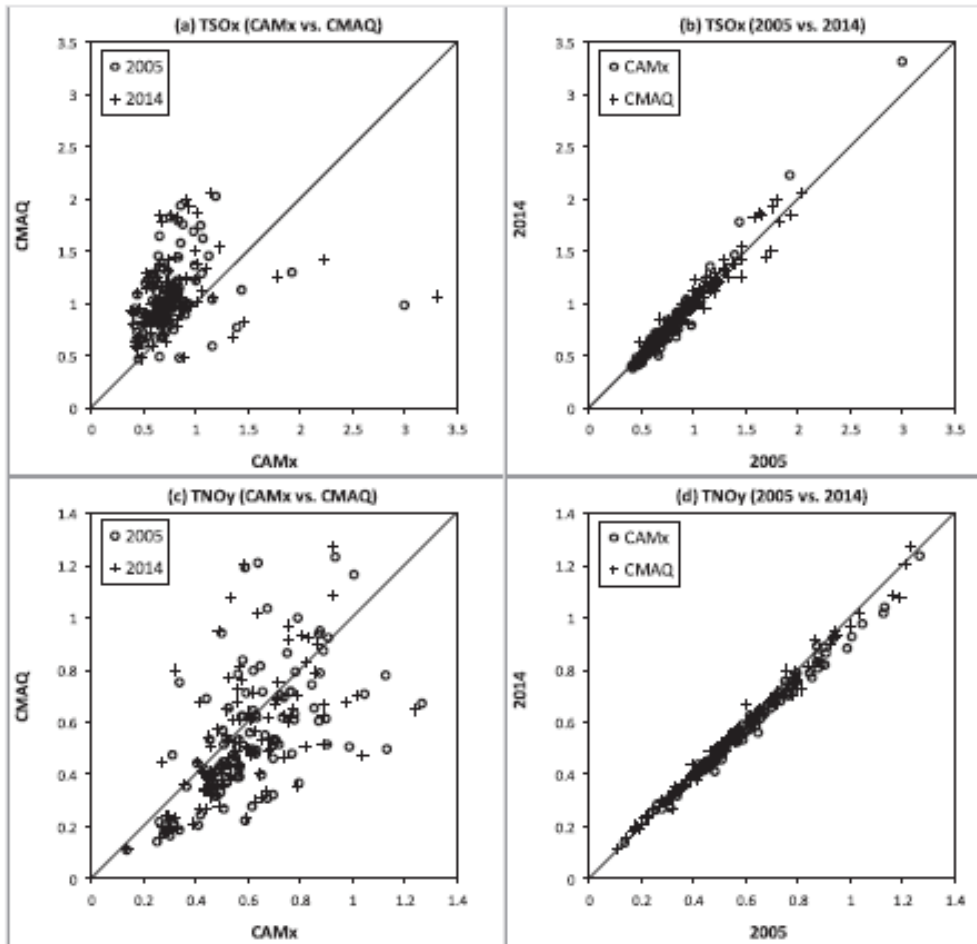 (a) TSOx (CAMx vs. CMAQ)
3.5
3
2.5
2
1.5
1
0.5
0
CMAQ
2005
2014
0 0.5 1 1.5 2 2.5 3 3.5
CAMx
(b) TSOx (2005 vs. 2014)
3.5
3
2.5
2
1.5
1
0.5
0
2014
CAMx
CMAQ
0 0.5 1 1.5 2 2.5 3 3.5
2005
(c) TNOy (CAMx vs. CMAQ)
1.4
1.2
1
0.8
0.6
0.4
0.2
0
CMAQ
2005
2014
0 0.2 0.4 0.6 0.8 1 1.2 1.4
CAMx
(d) TNOy (2005 vs. 2014)
1.4
1.2
1
0.8
0.6
0.4
0.2
0
2014
CAMx
CMAQ
0 0.2 0.4 0.6 0.8 1 1.2 1.4
2005